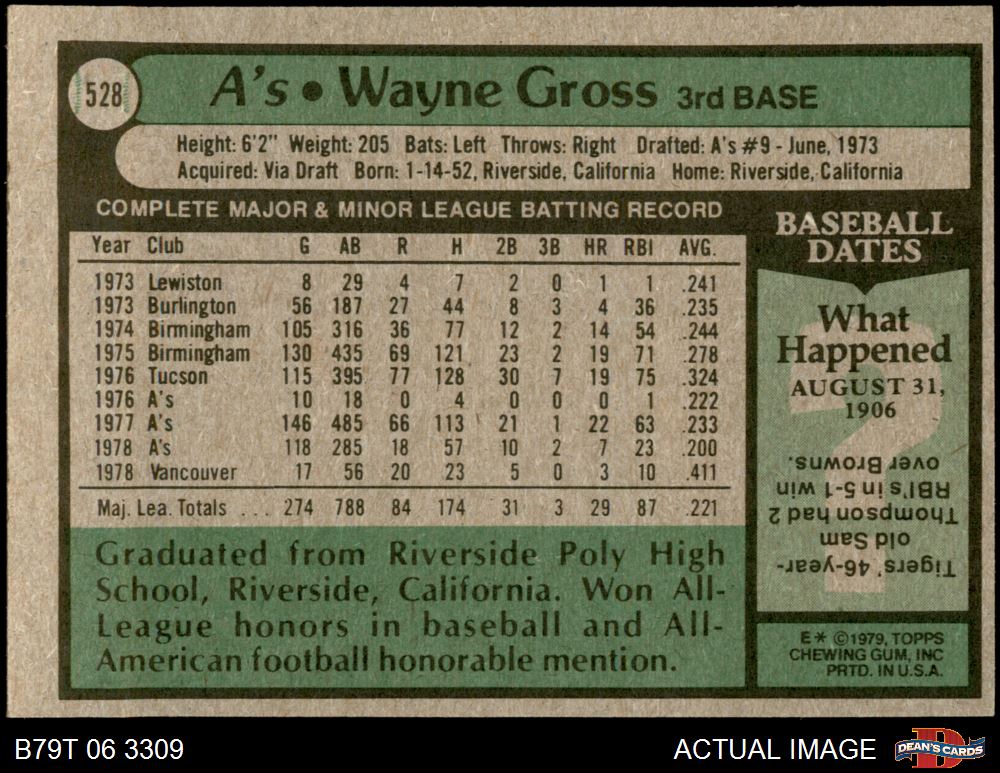 528
A's • Wayne Gross 3rd BASE
Height: 6'2" Weight: 205 Bats: Left Throws: Right Drafted: A's #9 - June, 1973
Acquired: Via Draft Born: 1-14-52, Riverside, California Home: Riverside, California
COMPLETE MAJOR & MINOR LEAGUE BATTING RECORD
Year Club G AB R H 2B 3B HR RBI AVG.
1973 Lewiston 8 29 4 7 2 0 1 1 .241
1973 Burlington 56 187 27 44 8 3 4 36 .235
1974 Birmingham 105 316 36 77 12 2 14 54 .244
1975 Birmingham 130 435 69 121 23 2 19 71 .278
1976 Tucson 115 395 77 128 30 7 19 75 .324
1976 A's 10 18 0 4 0 0 0 1 .222
1977 A's 146 485 66 113 21 1 22 63 .233
1978 A's 118 285 18 57 10 2 7 23 .200
1978 Vancouver 17 56 20 23 5 0 3 10 .411
Maj. Lea. Totals ... 274 788 84 174 31 3 29 87 .221
Graduated from Riverside Poly High
School, Riverside, California. Won All-
League honors in baseball and All-
American football honorable mention.
BASEBALL
DATES
What
Happened
AUGUST 31,
1906
?
Tigers' 46-year-
old Sam
Thompson had 2
RBI's in 5-1 win
over Browns.
E* ©1979, TOPPS
CHEWING GUM, INC
PRTD. IN U.S.A.
B79T 06 3309
ACTUAL IMAGE
D
DEAN'S CARDS